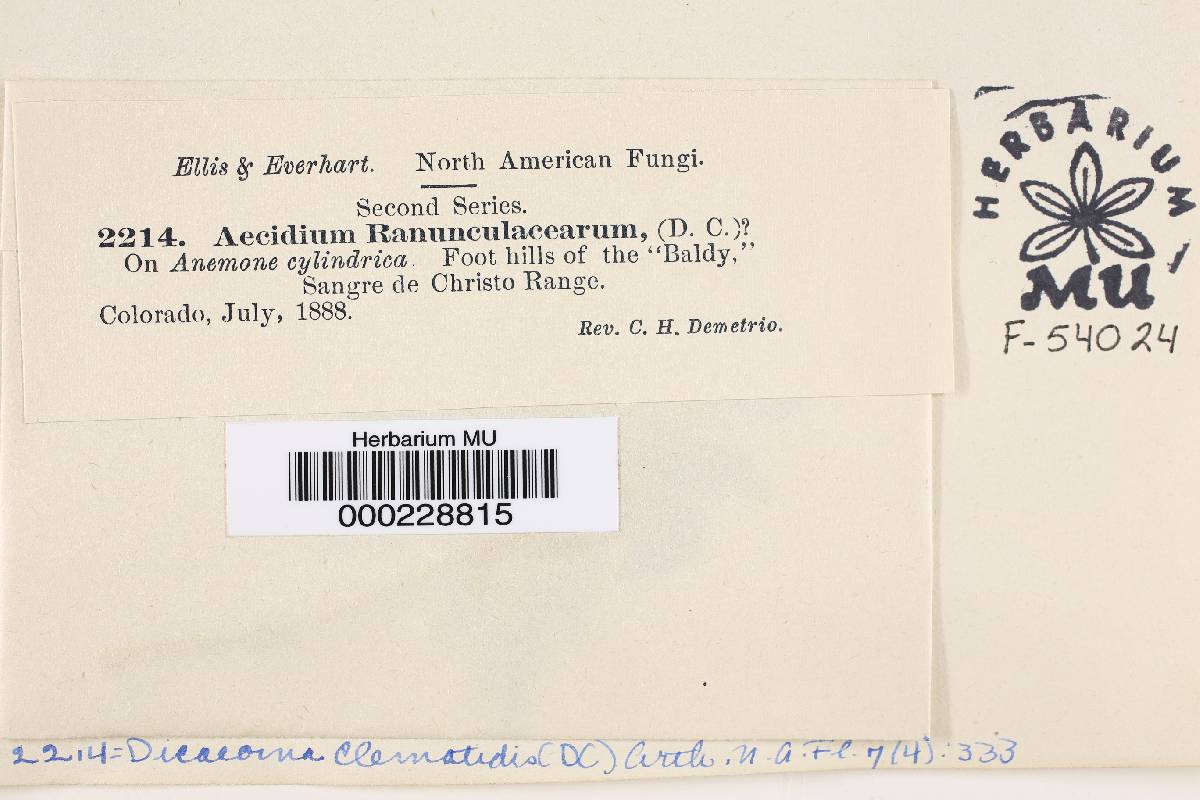 Ellis & Everhart. North American Fungi.
Second Series.
2214. Aecidium Ranunculacearum, (D. C.)?
On Anemone cylindrica. Foot hills of the "Baldy,"
Sangre de Christo Range.
Colorado, July, 1888.
Rev. C. H. Demetrio.
HERBARIUM
MU
F-54024
Herbarium MU
000228815
2214=Dicaeoma Clematidis (DC) Arth. N.A.Fl. 7(4):333